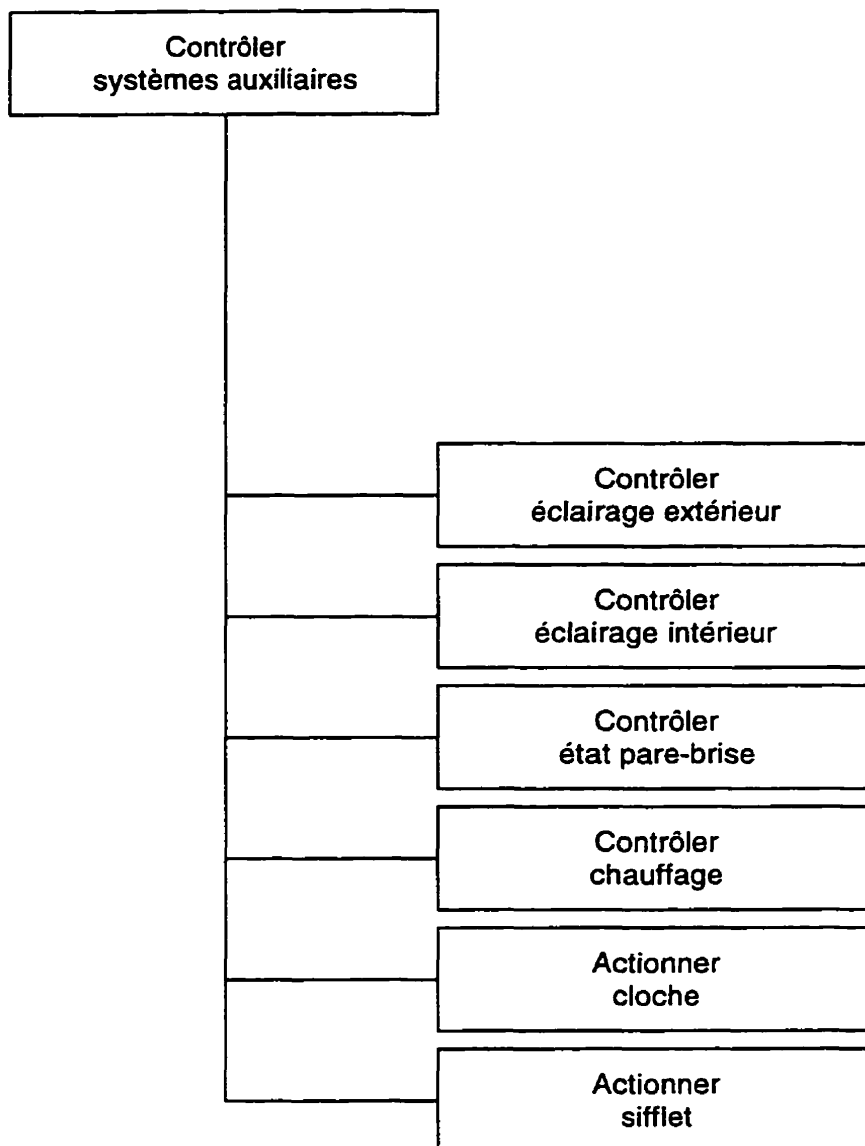 Contrôler
systèmes auxiliaires
Contrôler
éclairage extérieur
Contrôler
éclairage intérieur
Contrôler
état pare-brise
Contrôler
chauffage
Actionner
cloche
Actionner
sifflet